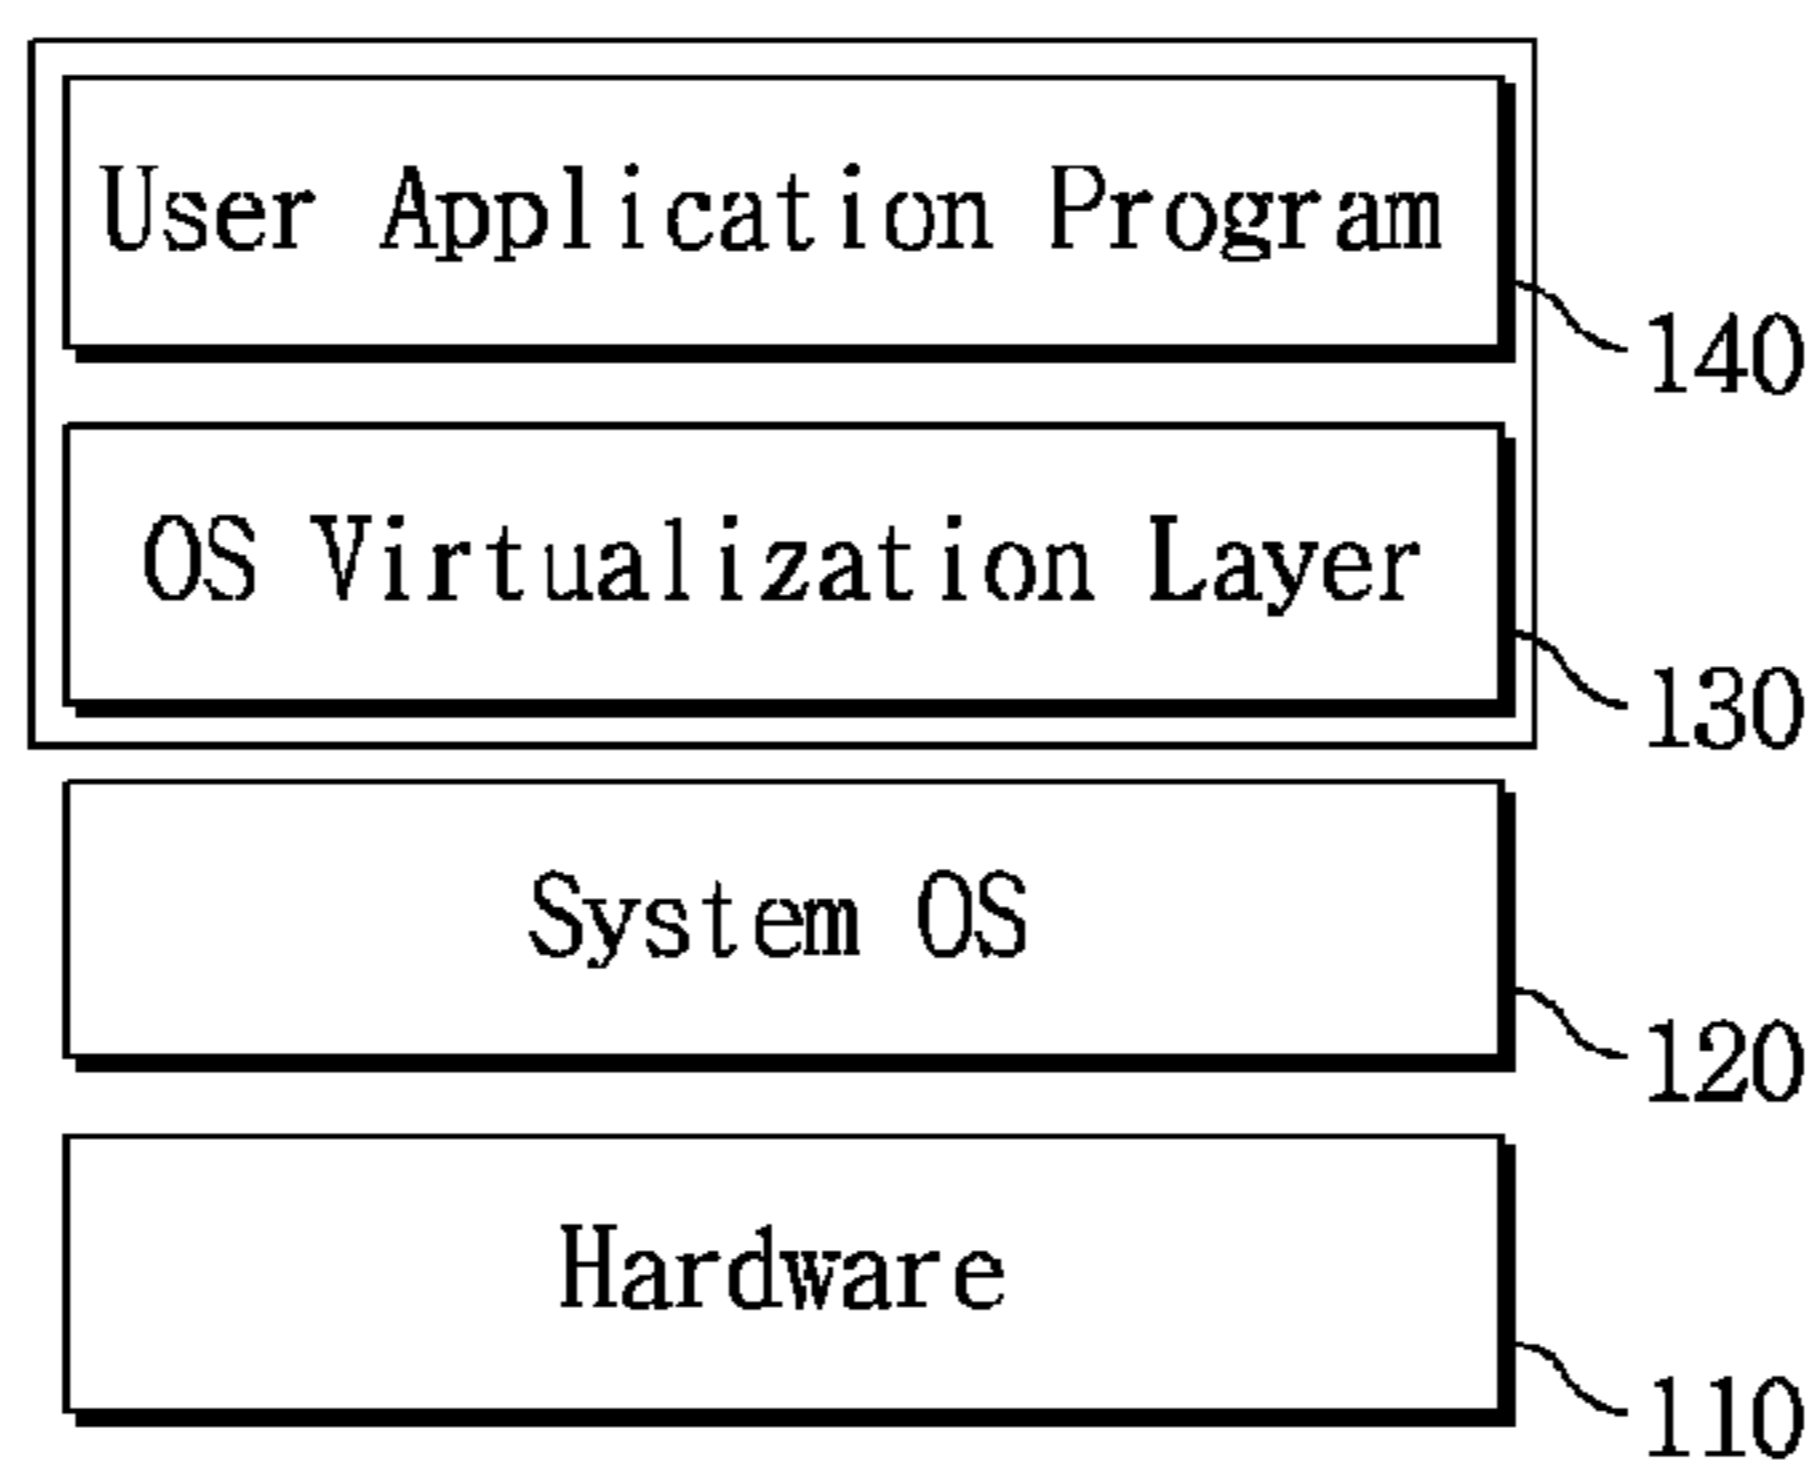 User Application Program
140
OS Virtualization Layer
130
System OS
120
Hardware
110